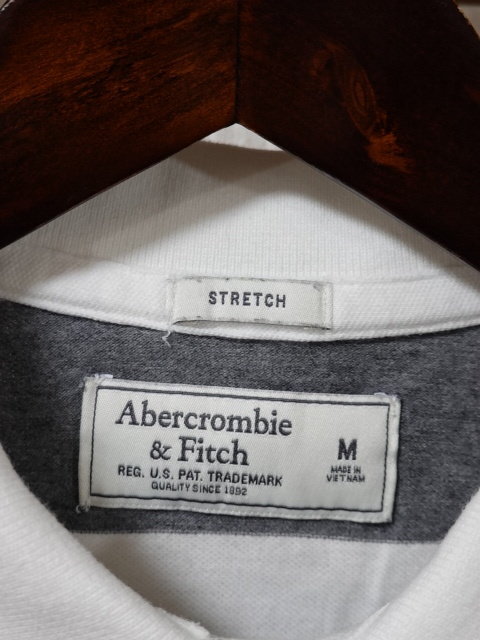 STRETCH
Abercrombie
& Fitch
REG. U.S. PAT. TRADEMARK
QUALITY SINCE 1892
M
MADE IN
VIETNAM